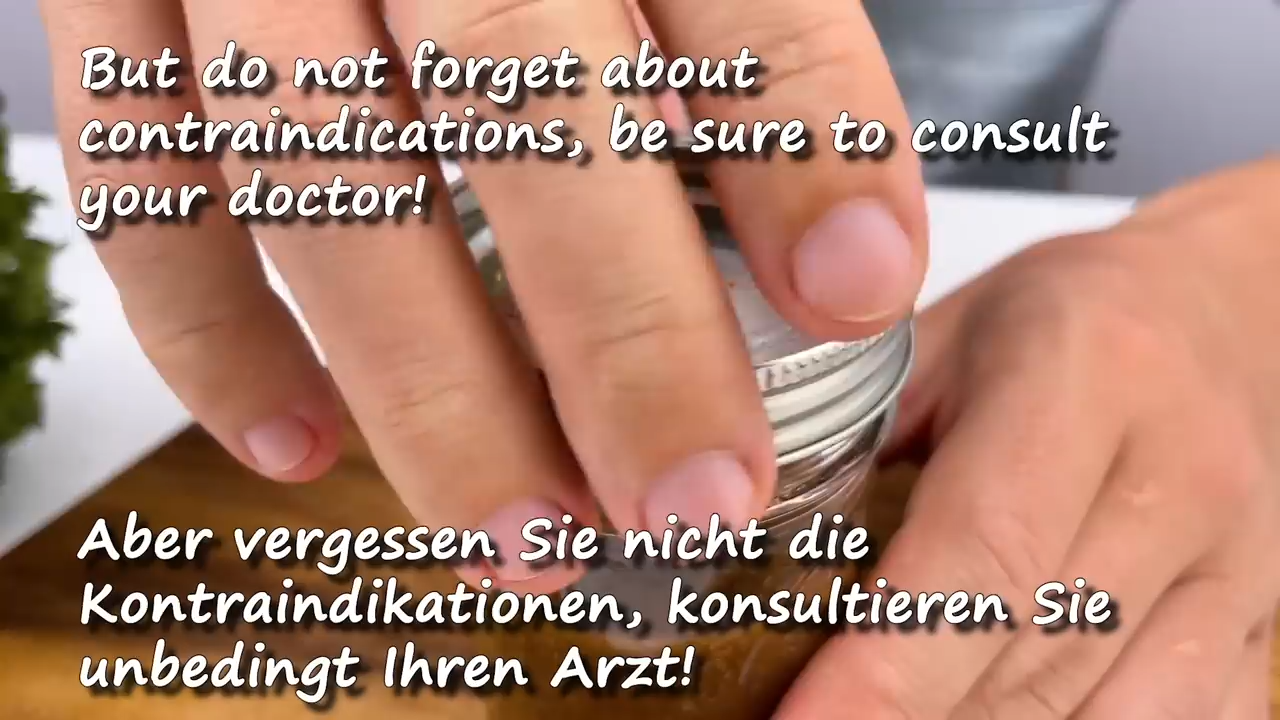 But do not forget about
contraindications, be sure to consult
your doctor!
Aber vergessen Sie nicht die
Kontraindikationen, konsultieren Sie
unbedingt Ihren Arzt!